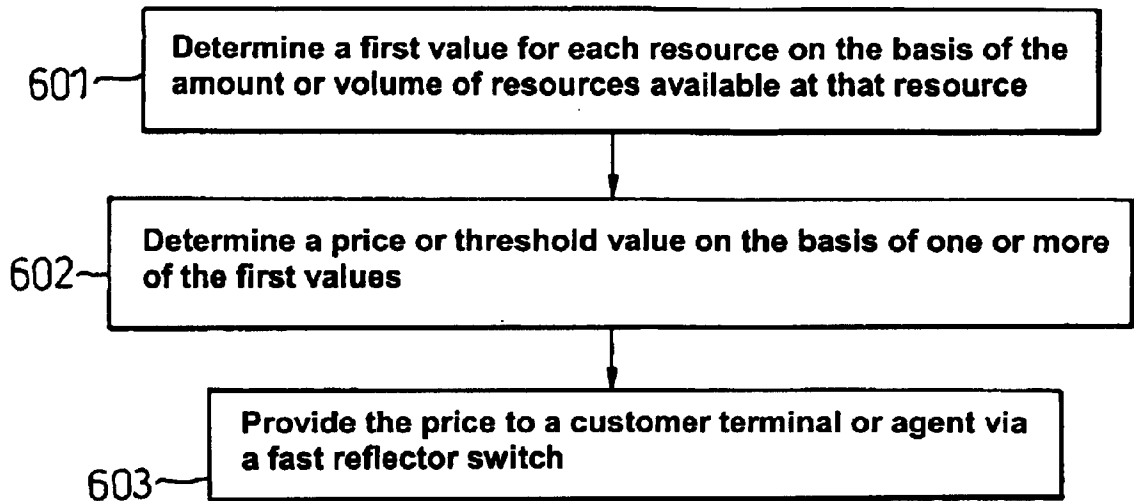 601
Determine a first value for each resource on the basis of the
amount or volume of resources available at that resource
602
Determine a price or threshold value on the basis of one or more
of the first values
603
Provide the price to a customer terminal or agent via
a fast reflector switch